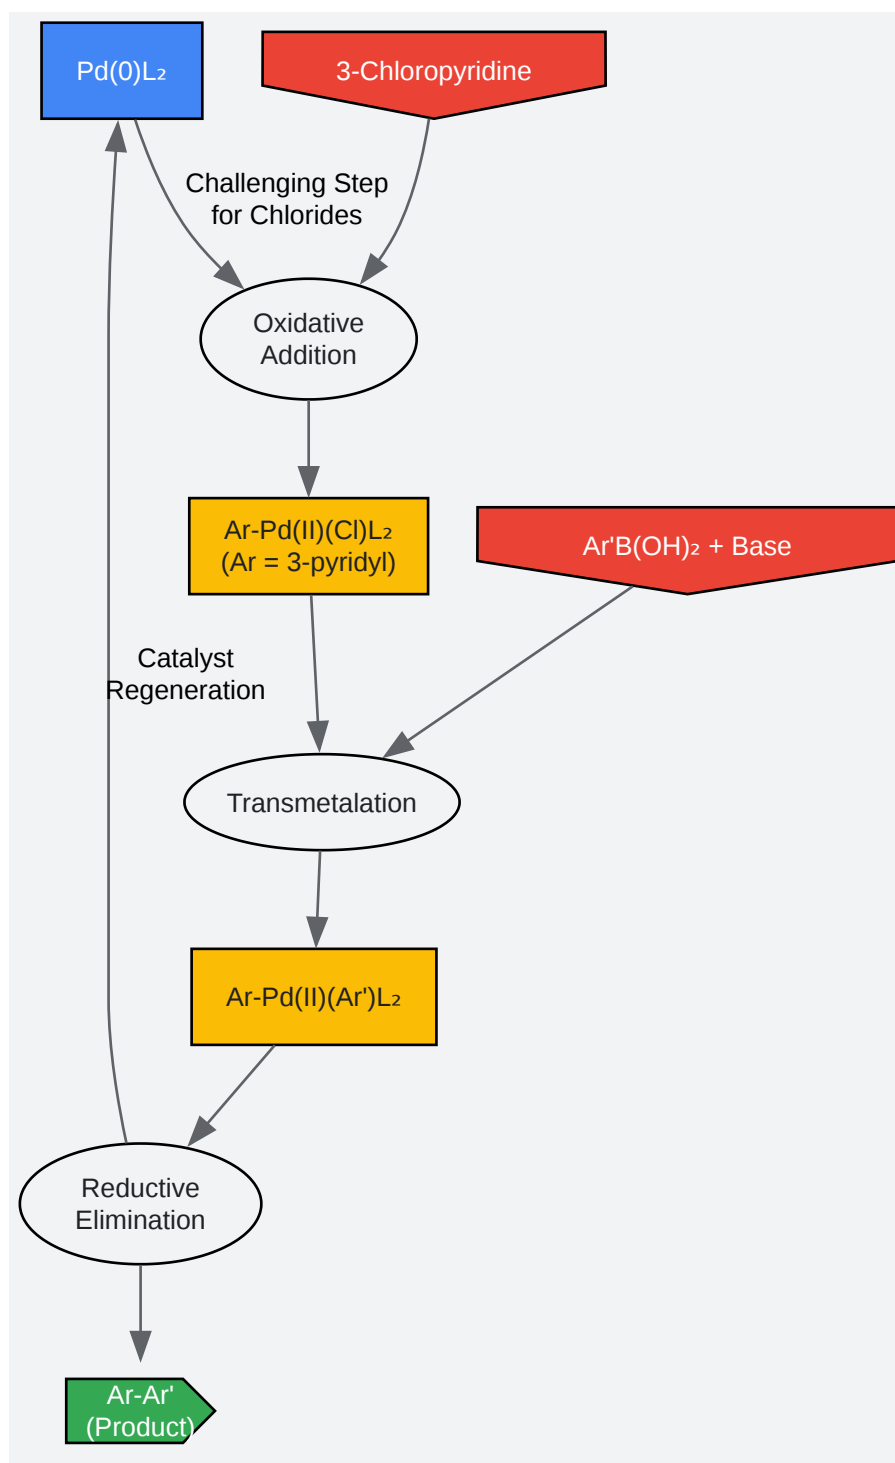 Pd(0)L₂
3-Chloropyridine
Challenging Step
for Chlorides
Oxidative
Addition
Ar-Pd(II)(Cl)L₂
(Ar = 3-pyridyl)
Ar'B(OH)₂ + Base
Catalyst
Regeneration
Transmetalation
Ar-Pd(II)(Ar')L₂
Reductive
Elimination
Ar-Ar'
(Product)